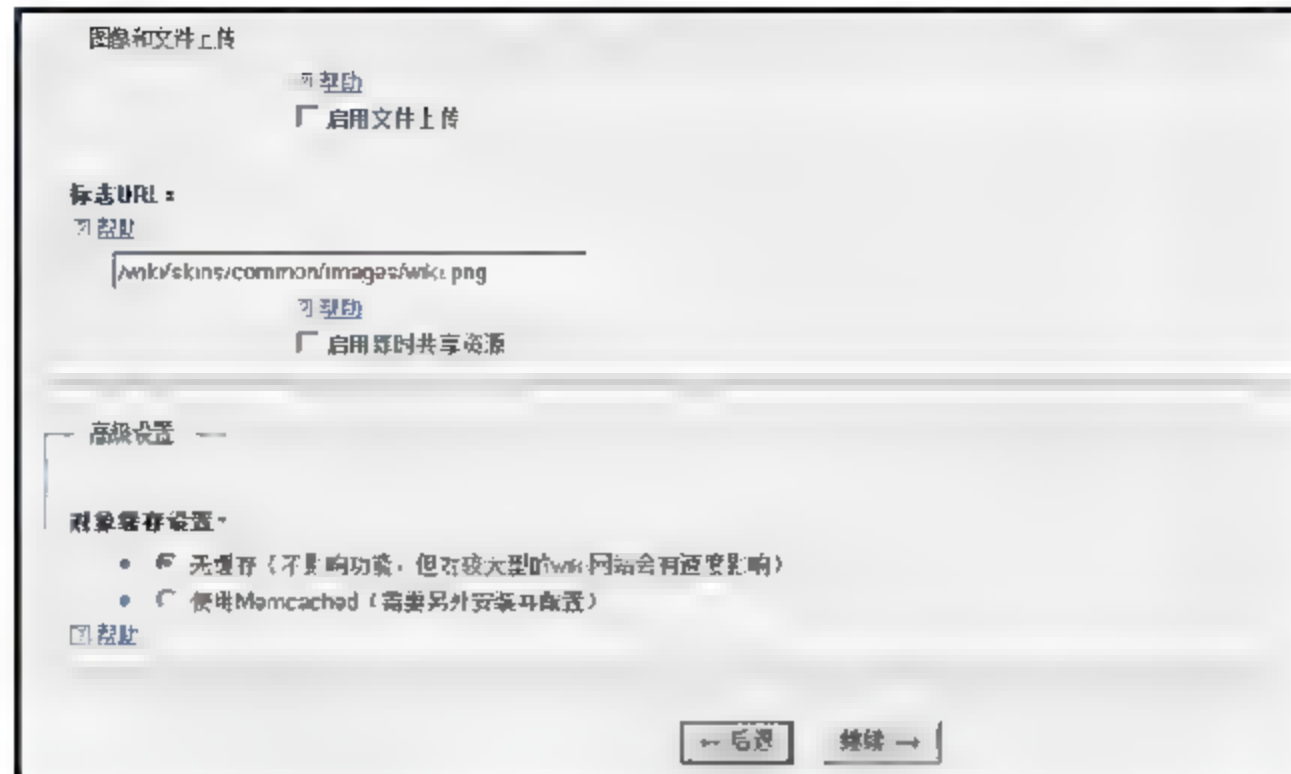 图像和文件上传
帮助
启用文件上传
标志URL：
帮助
/wiki/skins/common/images/wiki.png
帮助
启用即时共享资源
高级设置
对象缓存设置：
无缓存（不影响功能，但对较大型的wiki网站会有速度影响）
使用Memcached（需要另外安装并配置）
帮助
← 后退 继续 →